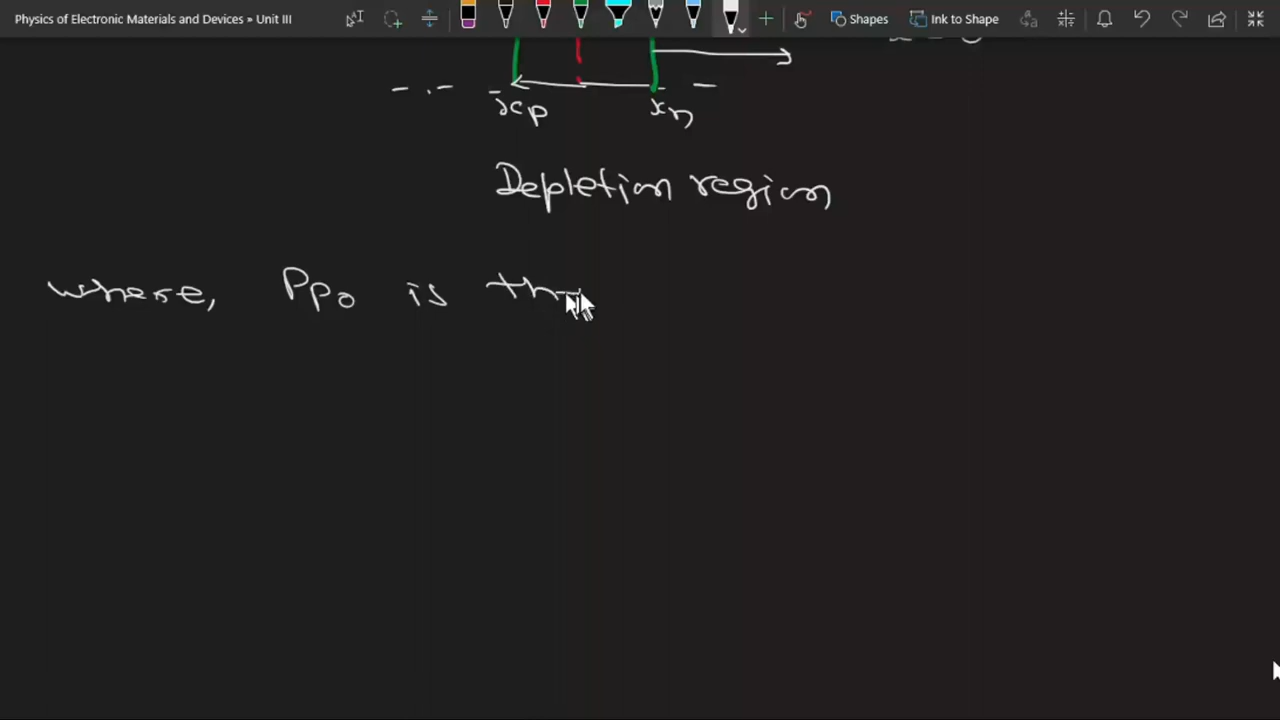 Physics of Electronic Materials and Devices » Unit III
Shapes
Ink to Shape
-xp
xn
Depletion region
where, Ppo is the